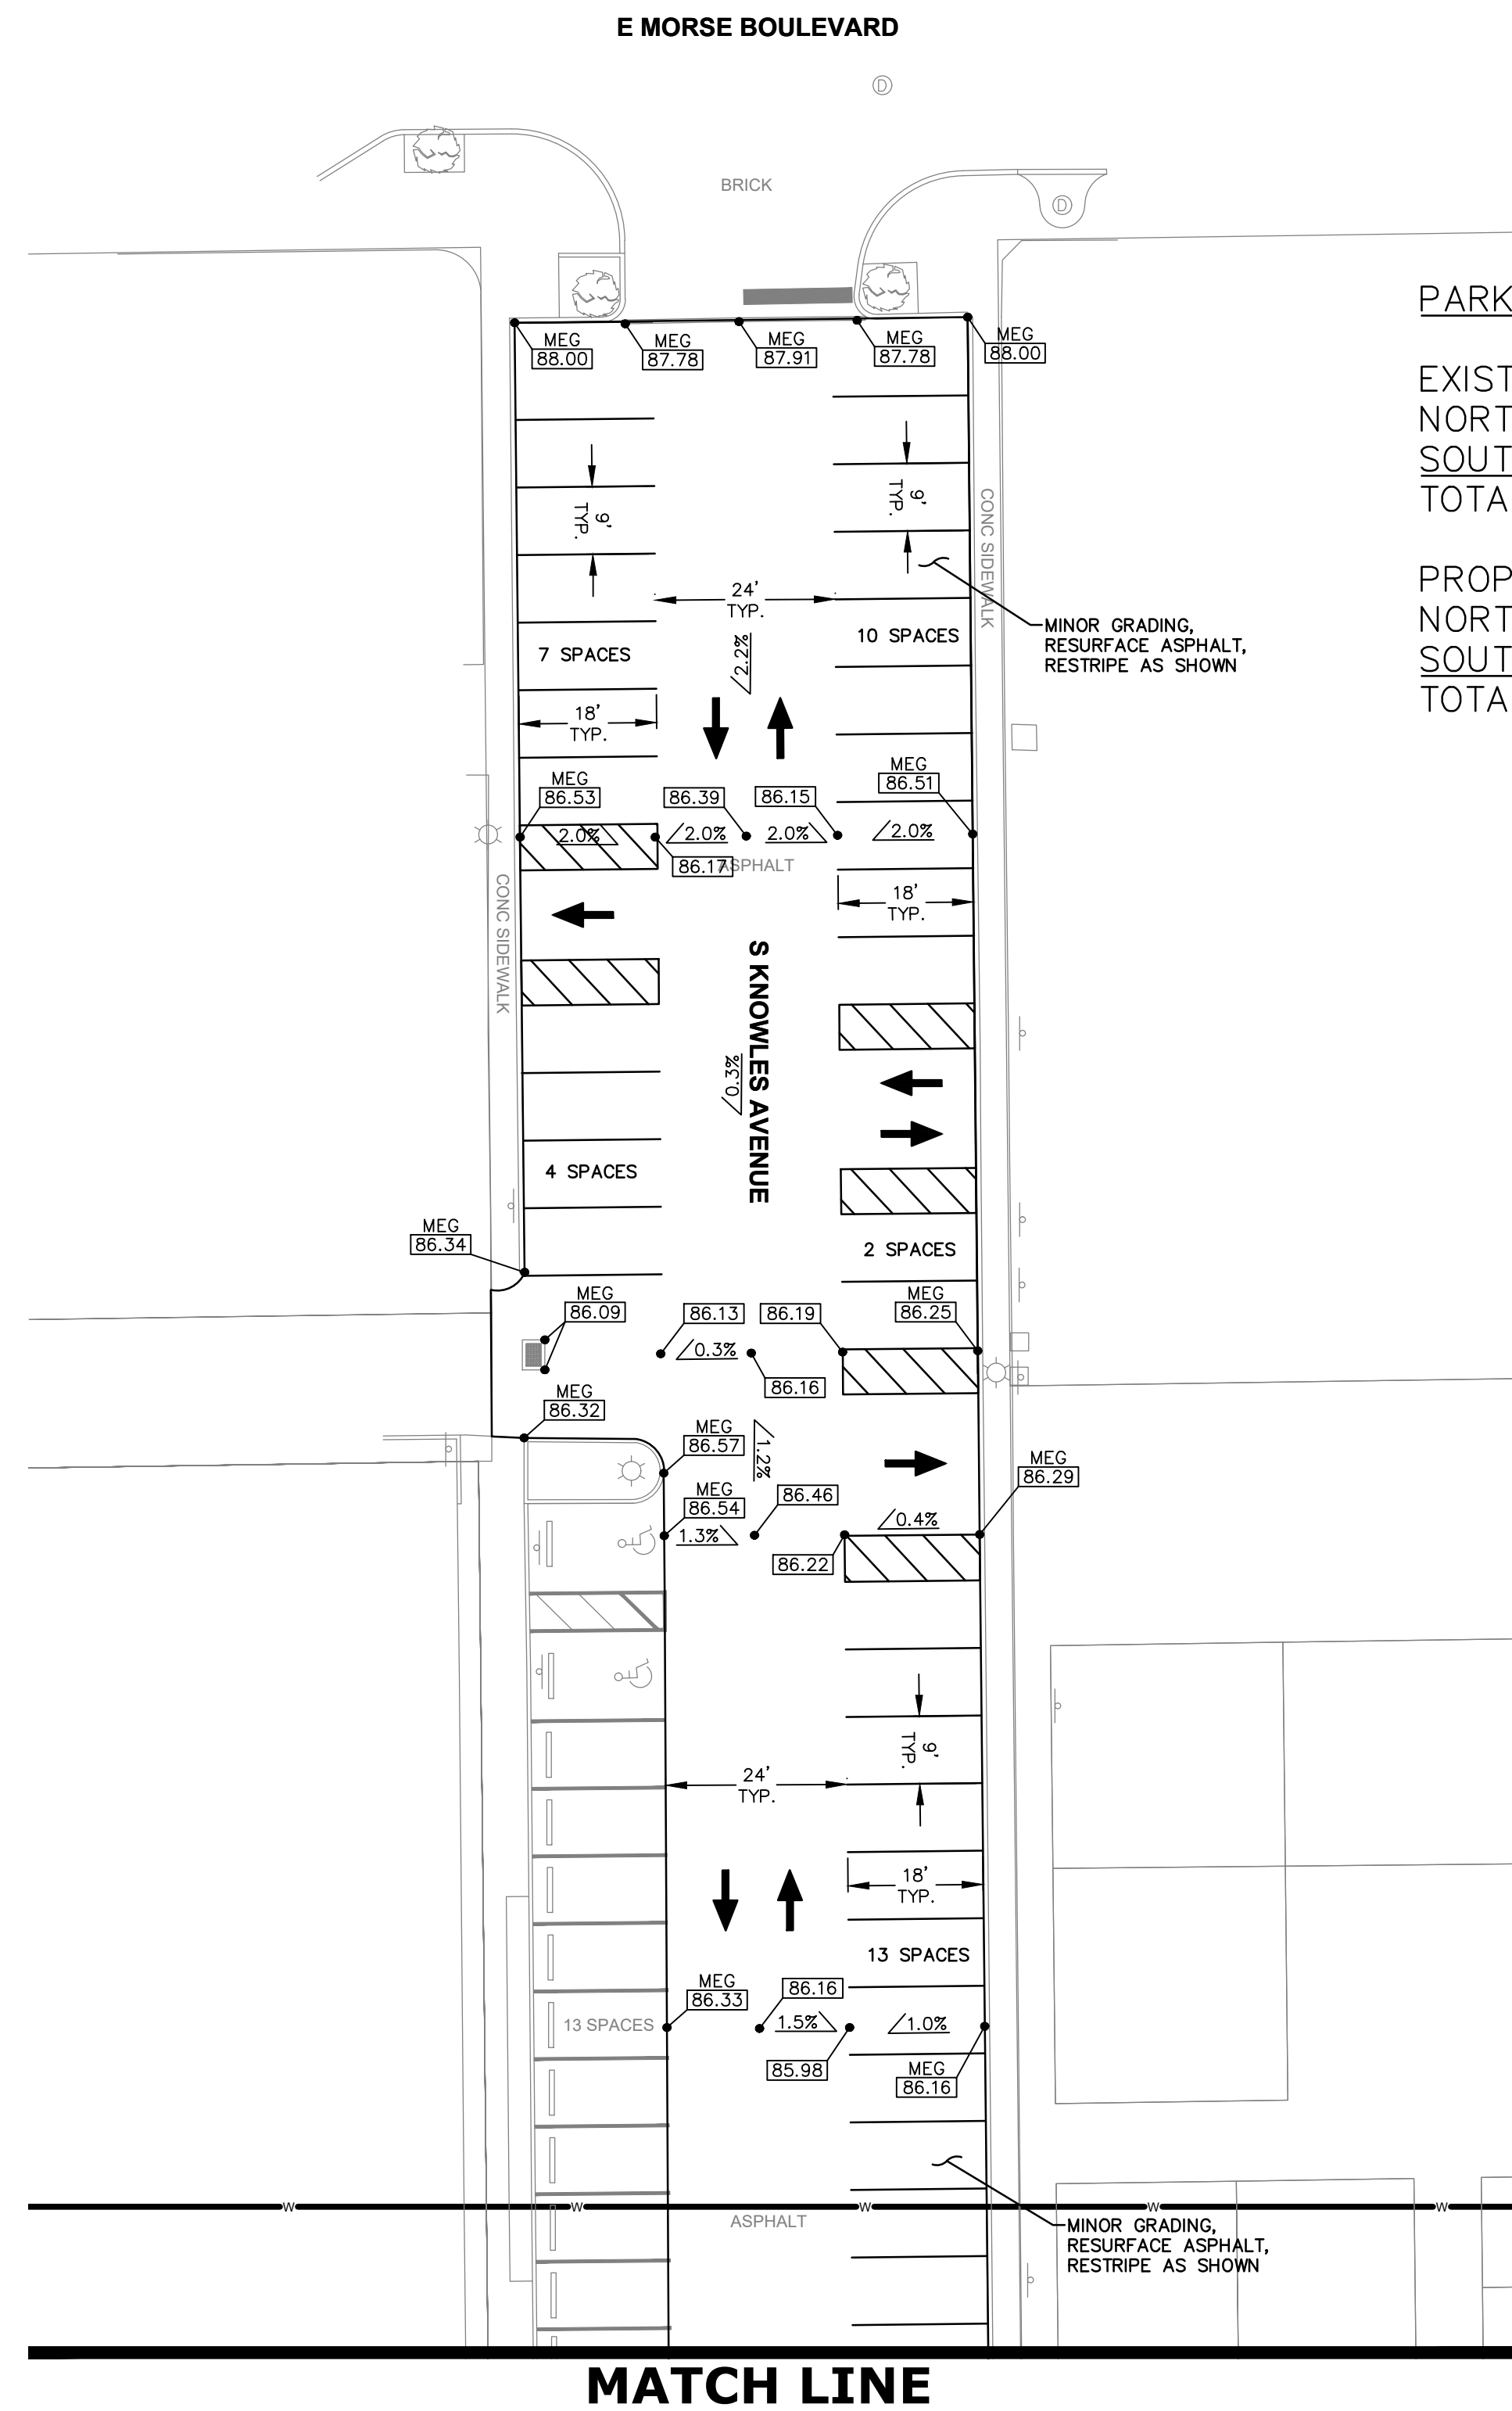 E MORSE BOULEVARD
D
BRICK
D
PARK
MEG
88.00
MEG
87.78
MEG
87.91
MEG
87.78
MEG
88.00
EXIST
NORT
SOUT
TOTA
9'
TYP.
9'
TYP.
CONC SIDEWALK
24'
TYP.
PROP
NORT
SOUT
TOTA
7 SPACES
2.2%
10 SPACES
MINOR GRADING,
RESURFACE ASPHALT,
RESTRIPE AS SHOWN
18'
TYP.
MEG
86.53
86.39
86.15
MEG
86.51
2.0%
2.0%
2.0%
2.0%
86.17
ASPHALT
18'
TYP.
CONC SIDEWALK
S KNOWLES AVENUE
0.3%
4 SPACES
MEG
86.34
2 SPACES
MEG
86.09
86.13
86.19
MEG
86.25
0.3%
86.16
MEG
86.32
MEG
86.57
1.2%
MEG
86.29
MEG
86.54
86.46
1.3%
0.4%
86.22
9'
TYP.
24'
TYP.
18'
TYP.
13 SPACES
MEG
86.33
86.16
13 SPACES
1.5%
1.0%
85.98
MEG
86.16
W W W W W
ASPHALT
MINOR GRADING,
RESURFACE ASPHALT,
RESTRIPE AS SHOWN
MATCH LINE